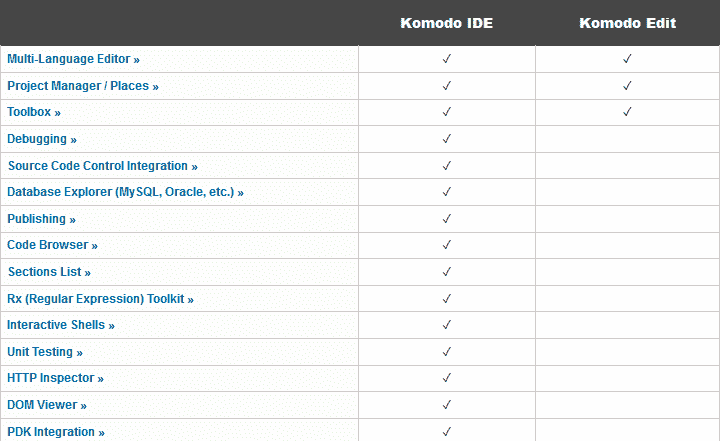 Komodo IDE Komodo Edit
Multi-Language Editor » ✓ ✓
Project Manager / Places » ✓ ✓
Toolbox » ✓ ✓
Debugging » ✓
Source Code Control Integration » ✓
Database Explorer (MySQL, Oracle, etc.) » ✓
Publishing » ✓
Code Browser » ✓
Sections List » ✓
Rx (Regular Expression) Toolkit » ✓
Interactive Shells » ✓
Unit Testing » ✓
HTTP Inspector » ✓
DOM Viewer » ✓
PDK Integration » ✓